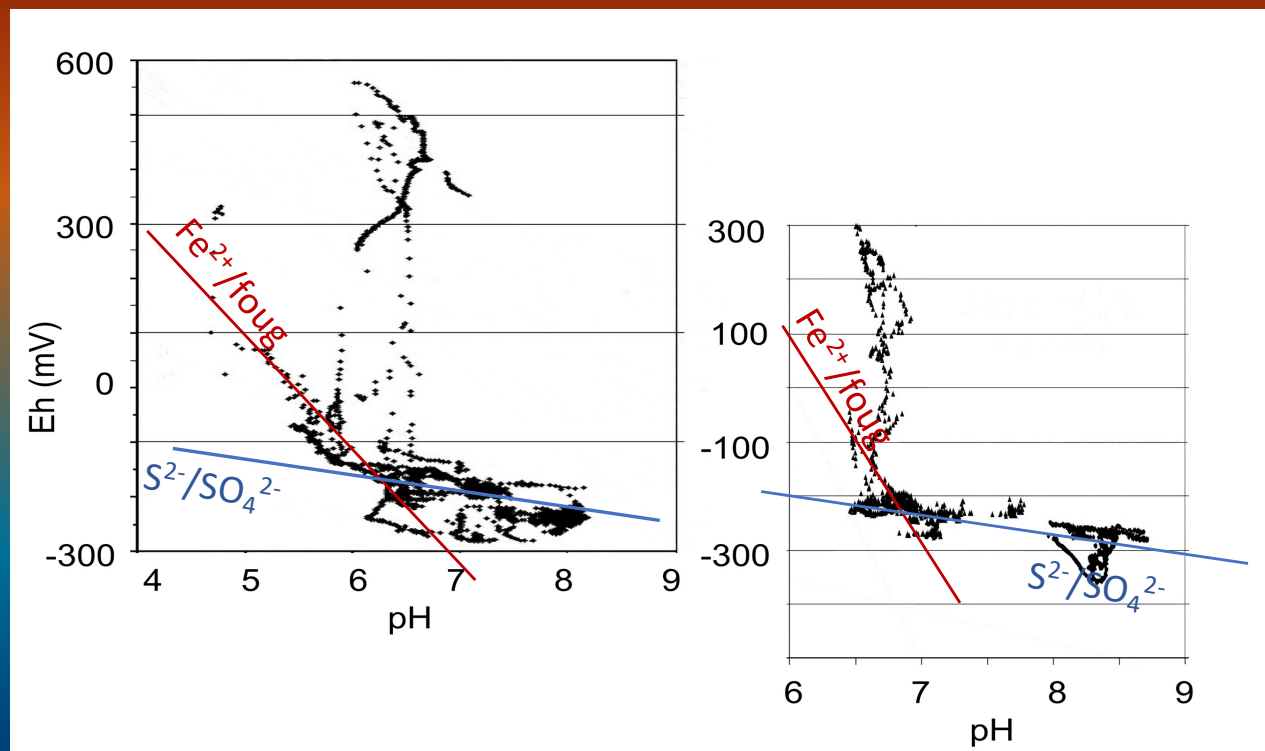 600
300
0
-300
Eh (mV)
4 5 6 7 8 9
pH
Fe²⁺/foug
S²⁻/SO₄²⁻
300
100
-100
-300
6 7 8 9
pH
Fe²⁺/foug
S²⁻/SO₄²⁻